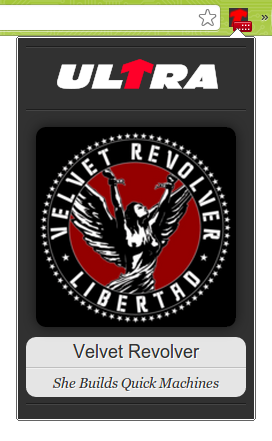 »
ULTRA
VELVET REVOLVER
LIBERTAD
Velvet Revolver
She Builds Quick Machines